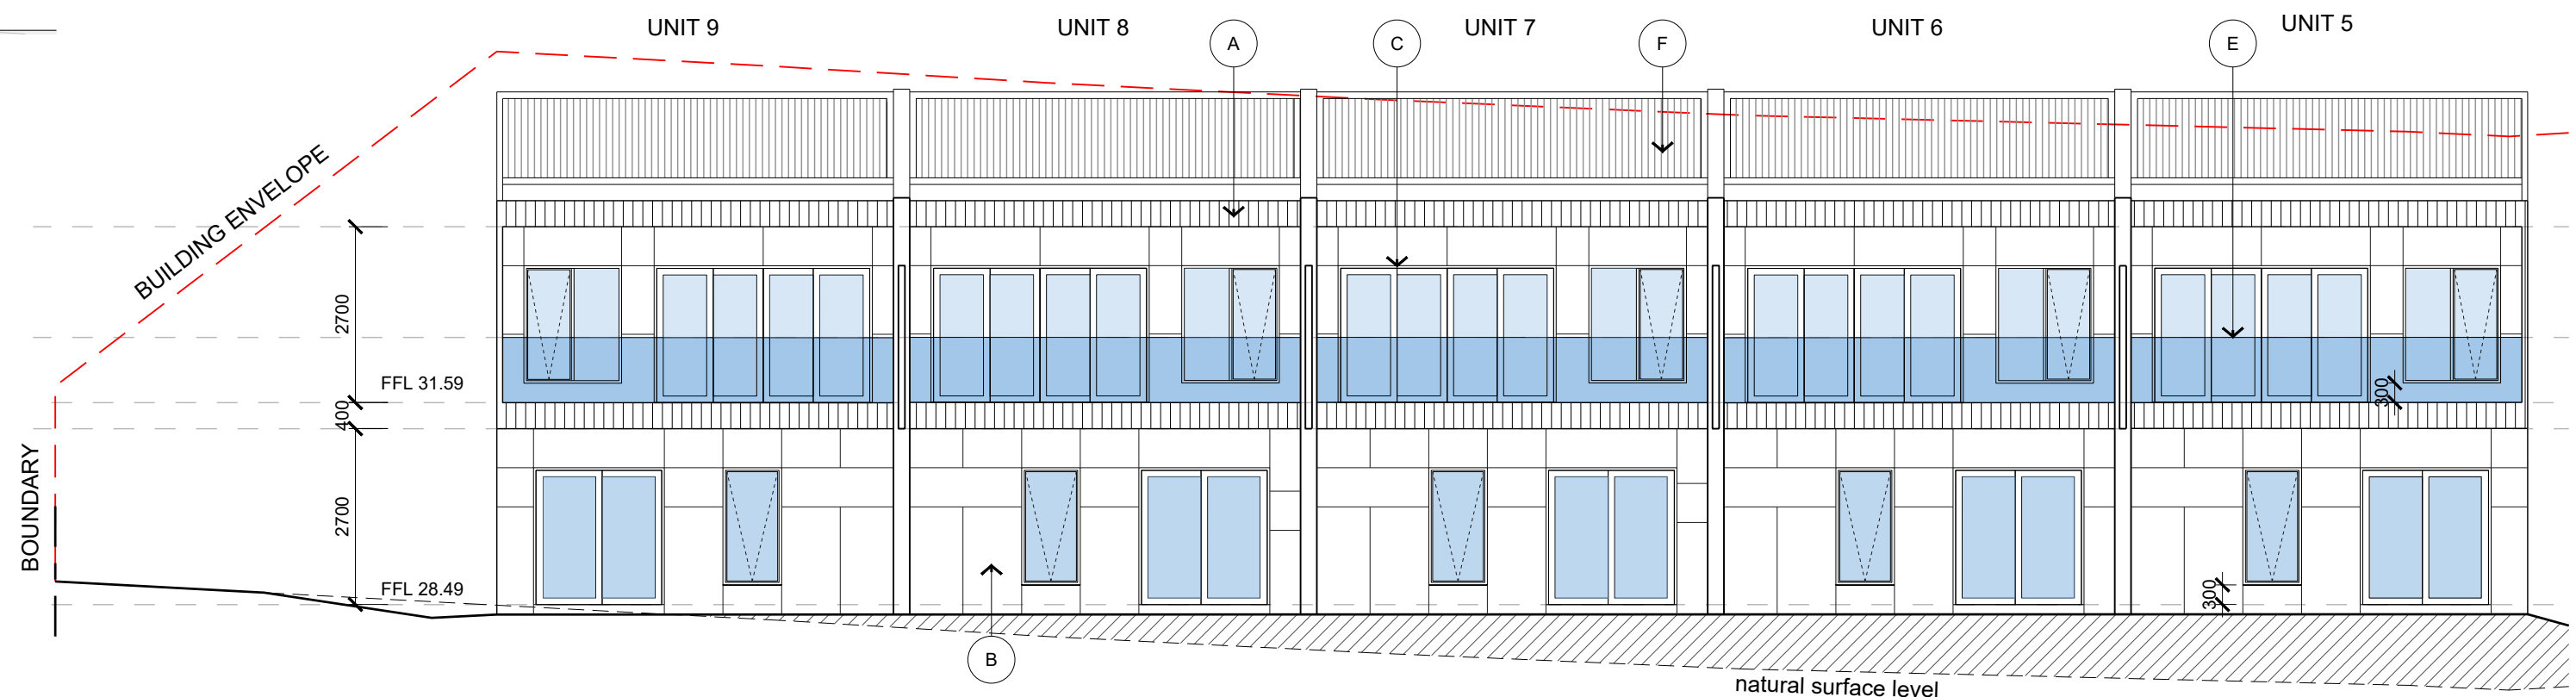 UNIT 9
UNIT 8
A
C
UNIT 7
F
UNIT 6
E
UNIT 5
BUILDING ENVELOPE
2700
FFL 31.59
300
400
BOUNDARY
2700
FFL 28.49
300
B
natural surface level